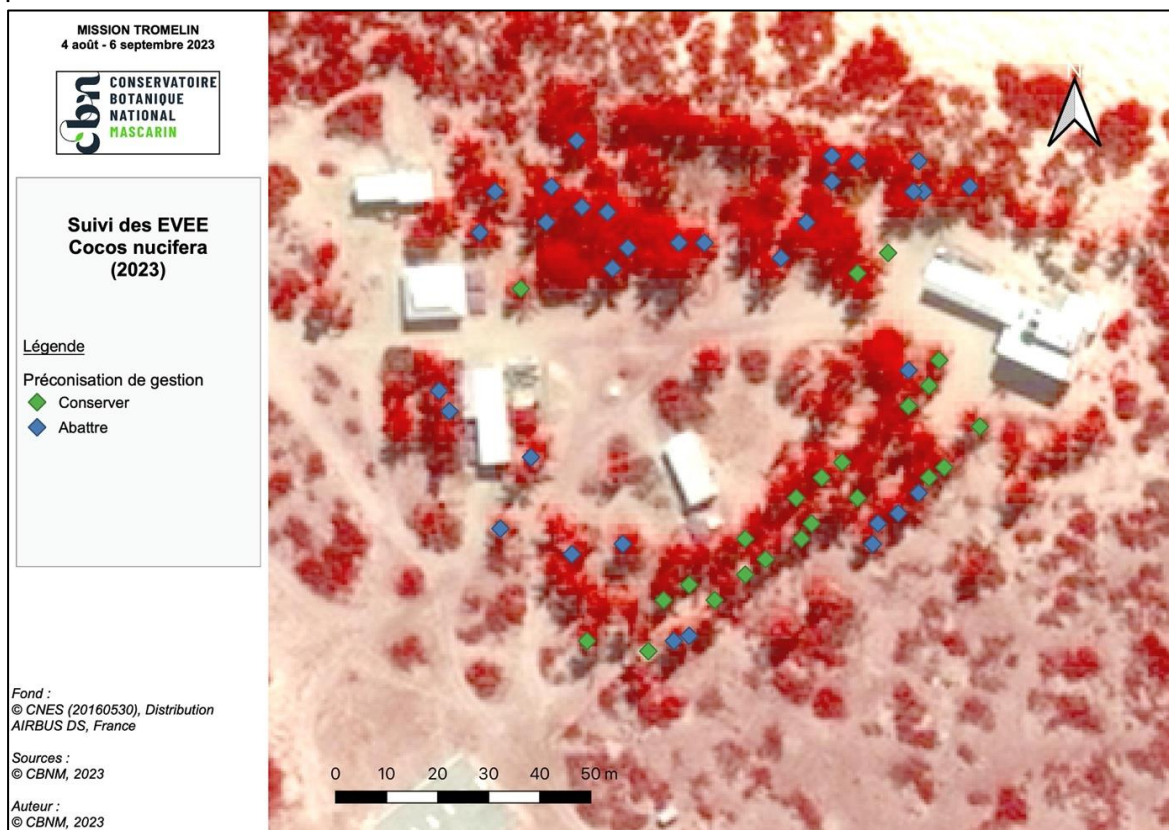 MISSION TROMELIN
4 août - 6 septembre 2023
cbn
CONSERVATOIRE
BOTANIQUE
NATIONAL
MASCARIN
Suivi des EVEE
Cocos nucifera
(2023)
Légende
Préconisation de gestion
Conserver
Abattre
Fond :
© CNES (20160530), Distribution
AIRBUS DS, France
Sources :
© CBNM, 2023
Auteur :
© CBNM, 2023
N
0 10 20 30 40 50 m